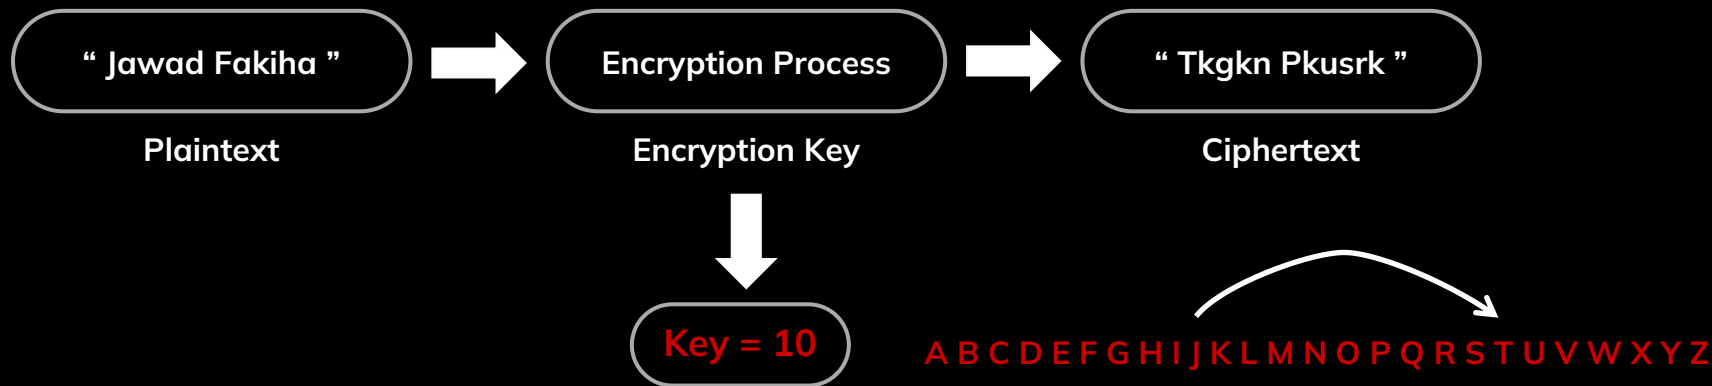 “ Jawad Fakiha ”
Encryption Process
“ Tkgkn Pkusrk ”
Plaintext
Encryption Key
Ciphertext
Key = 10
A B C D E F G H I J K L M N O P Q R S T U V W X Y Z